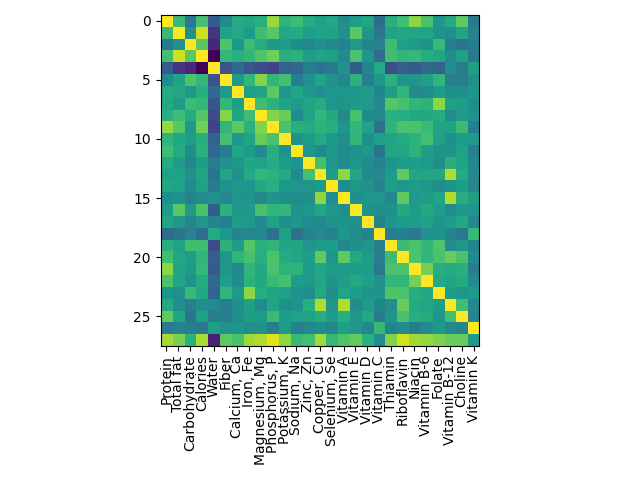 0
5
10
15
20
25
Protein
Total fat
Carbohydrate
Calories
Water
Fiber
Calcium, Ca
Iron, Fe
Magnesium, Mg
Phosphorus, P
Potassium, K
Sodium, Na
Zinc, Zn
Copper, Cu
Selenium, Se
Vitamin A
Vitamin E
Vitamin D
Vitamin C
Thiamin
Riboflavin
Niacin
Vitamin B-6
Folate
Vitamin B-12
Choline
Vitamin K